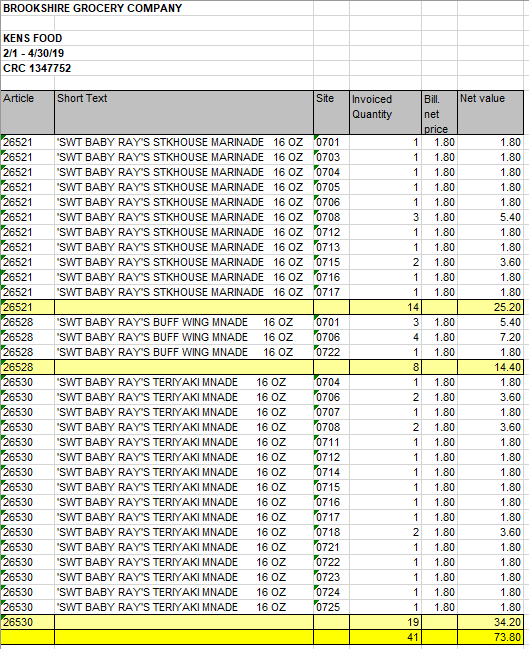 BROOKSHIRE GROCERY COMPANY
KENS FOOD
2/1 - 4/30/19
CRC 1347752
Article Short Text Site Invoiced Quantity Bill. net price Net value
26521 'SWT BABY RAY'S STKHOUSE MARINADE 16 OZ 0701 1 1.80 1.80
26521 'SWT BABY RAY'S STKHOUSE MARINADE 16 OZ 0703 1 1.80 1.80
26521 'SWT BABY RAY'S STKHOUSE MARINADE 16 OZ 0704 1 1.80 1.80
26521 'SWT BABY RAY'S STKHOUSE MARINADE 16 OZ 0705 1 1.80 1.80
26521 'SWT BABY RAY'S STKHOUSE MARINADE 16 OZ 0706 1 1.80 1.80
26521 'SWT BABY RAY'S STKHOUSE MARINADE 16 OZ 0708 3 1.80 5.40
26521 'SWT BABY RAY'S STKHOUSE MARINADE 16 OZ 0712 1 1.80 1.80
26521 'SWT BABY RAY'S STKHOUSE MARINADE 16 OZ 0713 1 1.80 1.80
26521 'SWT BABY RAY'S STKHOUSE MARINADE 16 OZ 0715 2 1.80 3.60
26521 'SWT BABY RAY'S STKHOUSE MARINADE 16 OZ 0716 1 1.80 1.80
26521 'SWT BABY RAY'S STKHOUSE MARINADE 16 OZ 0717 1 1.80 1.80
26521 14 25.20
26528 'SWT BABY RAY'S BUFF WING MNADE 16 OZ 0701 3 1.80 5.40
26528 'SWT BABY RAY'S BUFF WING MNADE 16 OZ 0706 4 1.80 7.20
26528 'SWT BABY RAY'S BUFF WING MNADE 16 OZ 0722 1 1.80 1.80
26528 8 14.40
26530 'SWT BABY RAY'S TERIYAKI MNADE 16 OZ 0704 1 1.80 1.80
26530 'SWT BABY RAY'S TERIYAKI MNADE 16 OZ 0706 2 1.80 3.60
26530 'SWT BABY RAY'S TERIYAKI MNADE 16 OZ 0707 1 1.80 1.80
26530 'SWT BABY RAY'S TERIYAKI MNADE 16 OZ 0708 2 1.80 3.60
26530 'SWT BABY RAY'S TERIYAKI MNADE 16 OZ 0711 1 1.80 1.80
26530 'SWT BABY RAY'S TERIYAKI MNADE 16 OZ 0712 1 1.80 1.80
26530 'SWT BABY RAY'S TERIYAKI MNADE 16 OZ 0714 1 1.80 1.80
26530 'SWT BABY RAY'S TERIYAKI MNADE 16 OZ 0715 1 1.80 1.80
26530 'SWT BABY RAY'S TERIYAKI MNADE 16 OZ 0716 1 1.80 1.80
26530 'SWT BABY RAY'S TERIYAKI MNADE 16 OZ 0717 1 1.80 1.80
26530 'SWT BABY RAY'S TERIYAKI MNADE 16 OZ 0718 2 1.80 3.60
26530 'SWT BABY RAY'S TERIYAKI MNADE 16 OZ 0721 1 1.80 1.80
26530 'SWT BABY RAY'S TERIYAKI MNADE 16 OZ 0722 1 1.80 1.80
26530 'SWT BABY RAY'S TERIYAKI MNADE 16 OZ 0723 1 1.80 1.80
26530 'SWT BABY RAY'S TERIYAKI MNADE 16 OZ 0724 1 1.80 1.80
26530 'SWT BABY RAY'S TERIYAKI MNADE 16 OZ 0725 1 1.80 1.80
26530 19 34.20
41 73.80